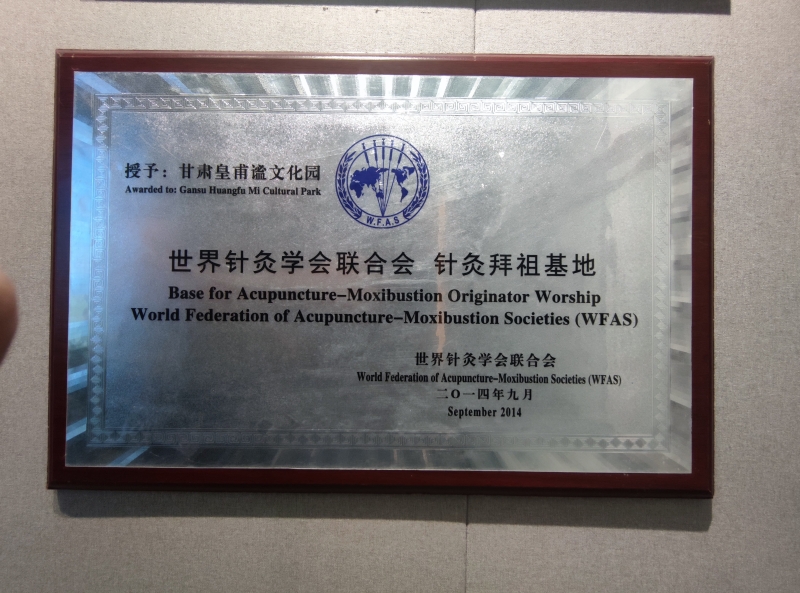 授予：甘肃皇甫谧文化园
Awarded to: Gansu Huangfu Mi Cultural Park
W.F.A.S
世界针灸学会联合会 针灸拜祖基地
Base for Acupuncture-Moxibustion Originator Worship
World Federation of Acupuncture-Moxibustion Societies (WFAS)
世界针灸学会联合会
World Federation of Acupuncture-Moxibustion Societies (WFAS)
二O一四年九月
September 2014